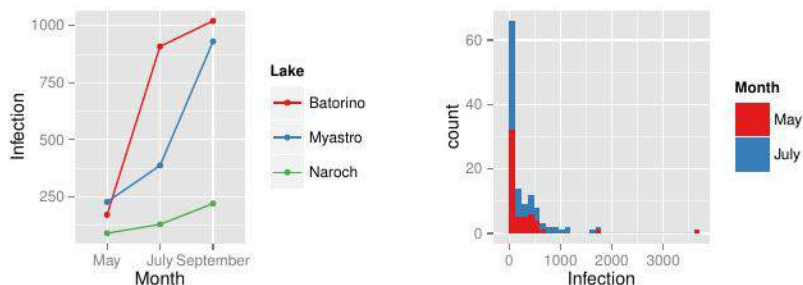 1000
750
500
250
Infection
May July September
Month
Lake
Batorino
Myastro
Naroch
60
40
20
0
count
0 1000 2000 3000
Infection
Month
May
July